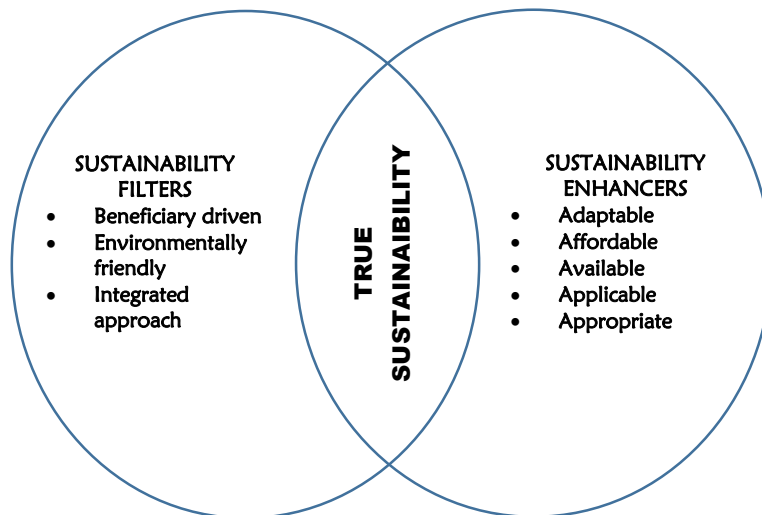 SUSTAINABILITY
FILTERS
• Beneficiary driven
• Environmentally
friendly
• Integrated
approach
TRUE
SUSTAINAIBILITY
SUSTAINABILITY
ENHANCERS
• Adaptable
• Affordable
• Available
• Applicable
• Appropriate